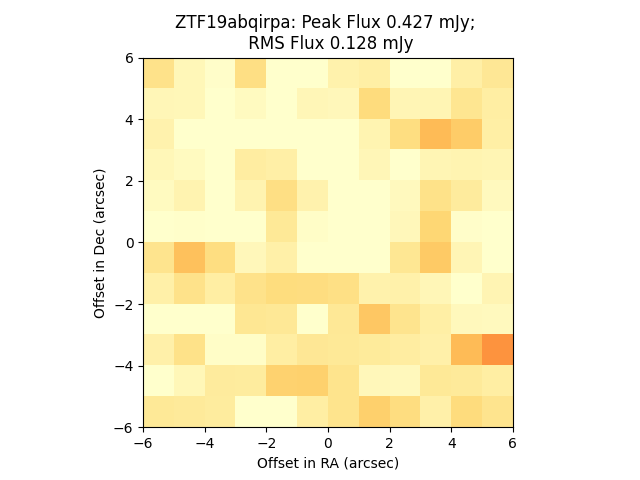 ZTF19abqirpa: Peak Flux 0.427 mJy;
RMS Flux 0.128 mJy
6
4
2
0
−2
−4
−6
Offset in Dec (arcsec)
−6 −4 −2 0 2 4 6
Offset in RA (arcsec)